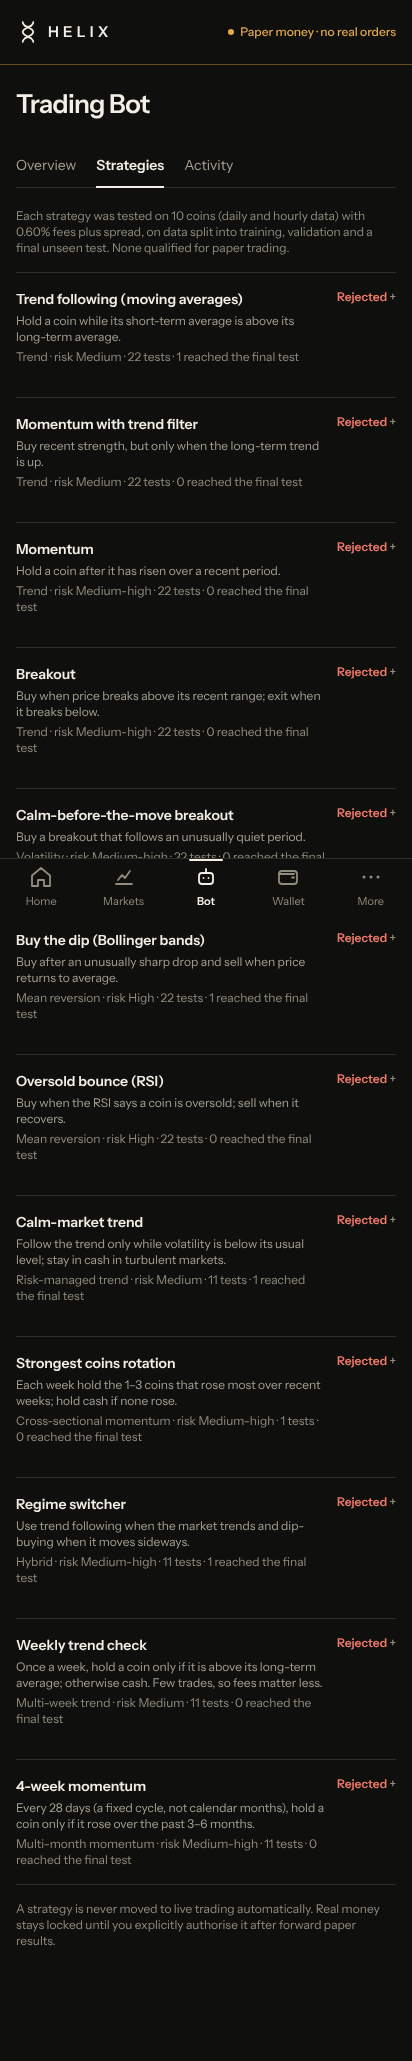 HELIX
Paper money · no real orders
Trading Bot
Overview Strategies Activity
Each strategy was tested on 10 coins (daily and hourly data) with
0.60% fees plus spread, on data split into training, validation and a
final unseen test. None qualified for paper trading.
Trend following (moving averages) Rejected +
Hold a coin while its short-term average is above its
long-term average.
Trend · risk Medium · 22 tests · 1 reached the final test
Momentum with trend filter Rejected +
Buy recent strength, but only when the long-term trend
is up.
Trend · risk Medium · 22 tests · 0 reached the final test
Momentum Rejected +
Hold a coin after it has risen over a recent period.
Trend · risk Medium-high · 22 tests · 0 reached the final
test
Breakout Rejected +
Buy when price breaks above its recent range; exit when
it breaks below.
Trend · risk Medium-high · 22 tests · 0 reached the final
test
Calm-before-the-move breakout Rejected +
Buy a breakout that follows an unusually quiet period.
Volatility · risk Medium-high · 22 tests · 0 reached the final
Home Markets Bot Wallet More
Buy the dip (Bollinger bands) Rejected +
Buy after an unusually sharp drop and sell when price
returns to average.
Mean reversion · risk High · 22 tests · 1 reached the final
test
Oversold bounce (RSI) Rejected +
Buy when the RSI says a coin is oversold; sell when it
recovers.
Mean reversion · risk High · 22 tests · 0 reached the final
test
Calm-market trend Rejected +
Follow the trend only while volatility is below its usual
level; stay in cash in turbulent markets.
Risk-managed trend · risk Medium · 11 tests · 1 reached
the final test
Strongest coins rotation Rejected +
Each week hold the 1–3 coins that rose most over recent
weeks; hold cash if none rose.
Cross-sectional momentum · risk Medium-high · 1 tests ·
0 reached the final test
Regime switcher Rejected +
Use trend following when the market trends and dip-
buying when it moves sideways.
Hybrid · risk Medium-high · 11 tests · 1 reached the final
test
Weekly trend check Rejected +
Once a week, hold a coin only if it is above its long-term
average; otherwise cash. Few trades, so fees matter less.
Multi-week trend · risk Medium · 11 tests · 0 reached the
final test
4-week momentum Rejected +
Every 28 days (a fixed cycle, not calendar months), hold a
coin only if it rose over the past 3–6 months.
Multi-month momentum · risk Medium-high · 11 tests · 0
reached the final test
A strategy is never moved to live trading automatically. Real money
stays locked until you explicitly authorise it after forward paper
results.